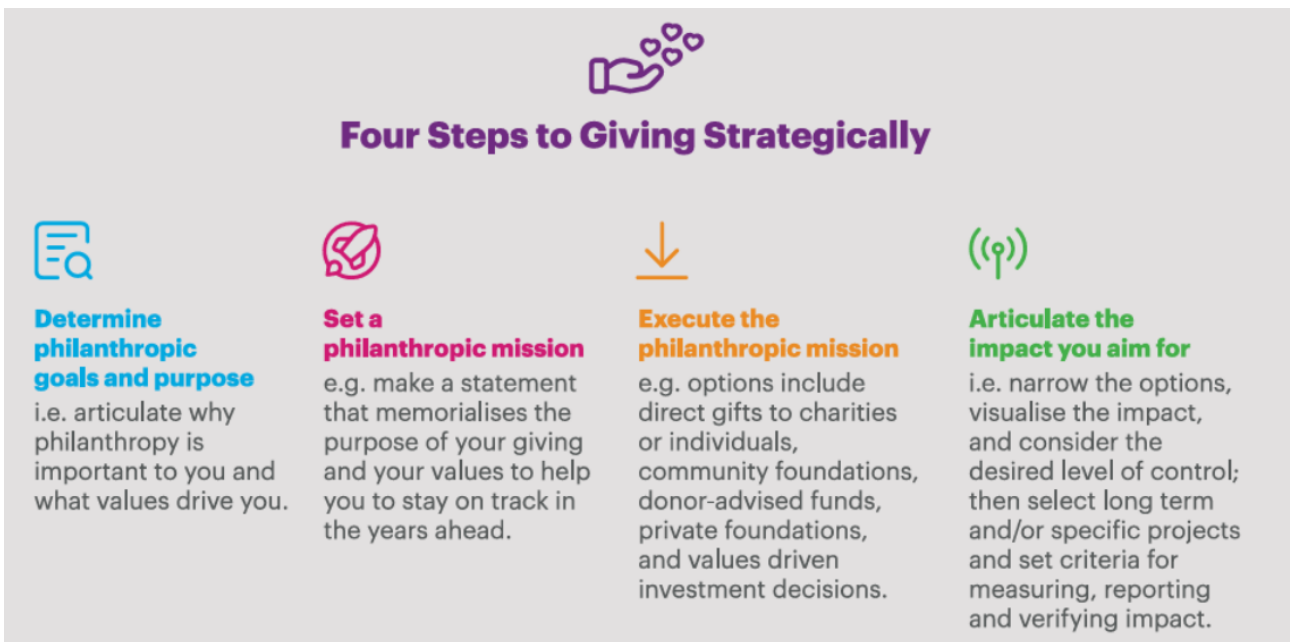 Four Steps to Giving Strategically
Determine
philanthropic
goals and purpose
i.e. articulate why
philanthropy is
important to you and
what values drive you.
Set a
philanthropic mission
e.g. make a statement
that memorialises the
purpose of your giving
and your values to help
you to stay on track in
the years ahead.
Execute the
philanthropic mission
e.g. options include
direct gifts to charities
or individuals,
community foundations,
donor-advised funds,
private foundations,
and values driven
investment decisions.
Articulate the
impact you aim for
i.e. narrow the options,
visualise the impact,
and consider the
desired level of control;
then select long term
and/or specific projects
and set criteria for
measuring, reporting
and verifying impact.